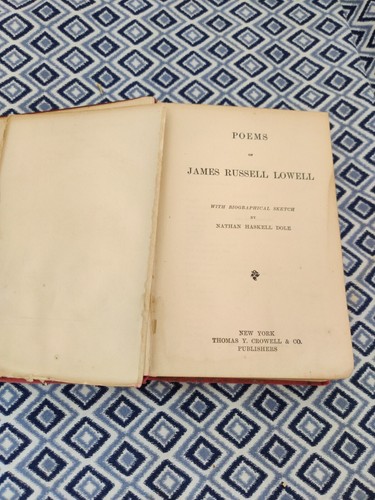 POEMS
OF
JAMES RUSSELL LOWELL
WITH BIOGRAPHICAL SKETCH
BY
NATHAN HASKELL DOLE
NEW YORK
THOMAS Y. CROWELL & CO.
PUBLISHERS